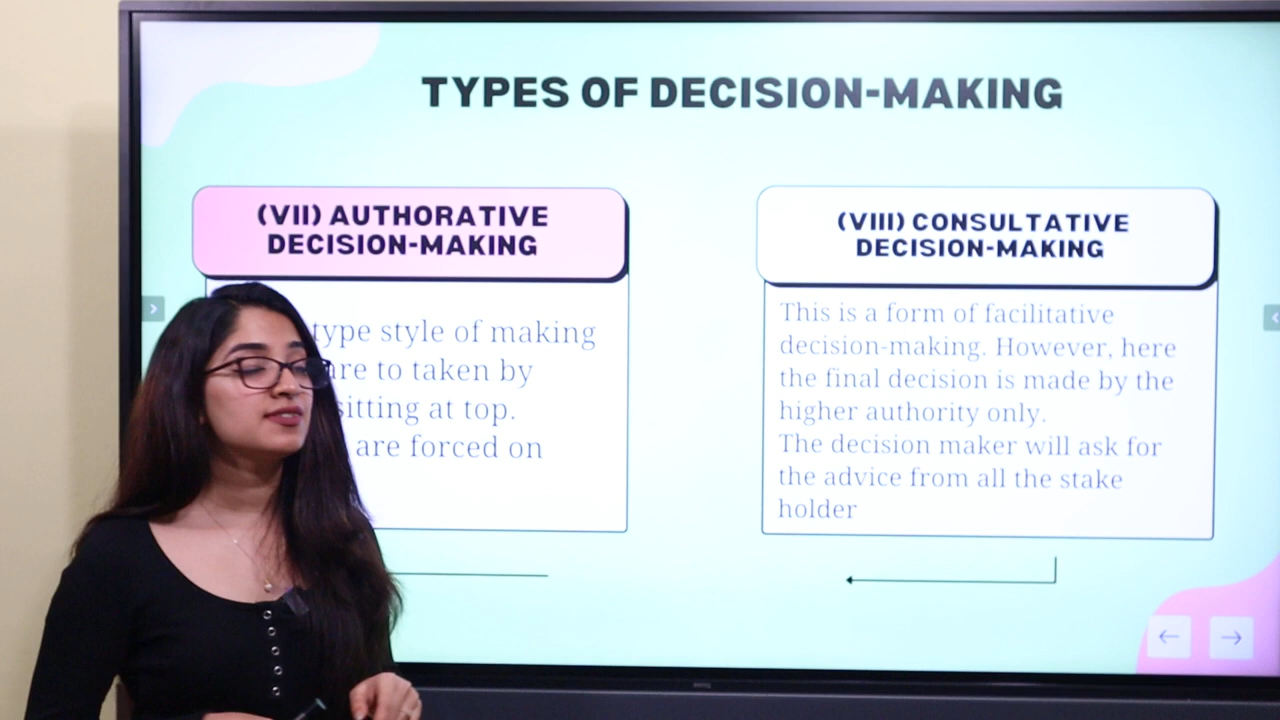 TYPES OF DECISION-MAKING
(VII) AUTHORATIVE
DECISION-MAKING
type style of making
are to taken by
sitting at top.
are forced on
(VIII) CONSULTATIVE
DECISION-MAKING
This is a form of facilitative
decision-making. However, here
the final decision is made by the
higher authority only.
The decision maker will ask for
the advice from all the stake
holder